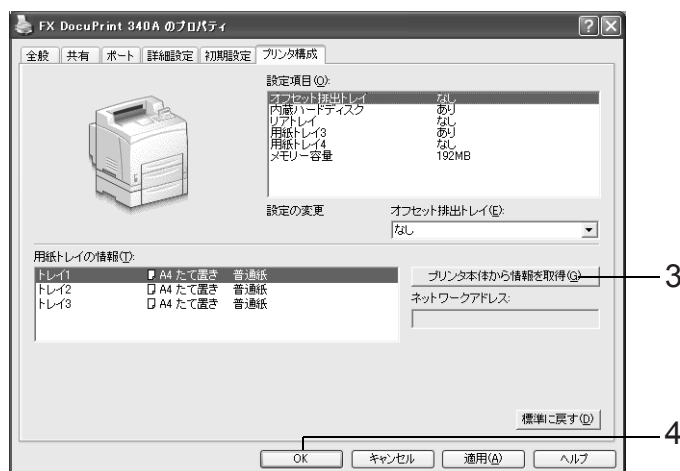 FX DocuPrint 340A のプロパティ
全般 共有 ポート 詳細設定 初期設定 プリンタ構成
設定項目(O):
オフセット排出トレイ なし
内蔵ハードディスク あり
リアトレイ なし
用紙トレイ3 あり
用紙トレイ4 なし
メモリー容量 192MB
設定の変更 オフセット排出トレイ(E):
なし
用紙トレイの情報(T):
トレイ1 A4 たて置き 普通紙
トレイ2 A4 たて置き 普通紙
トレイ3 A4 たて置き 普通紙
プリンタ本体から情報を取得(G) 3
ネットワークアドレス:
標準に戻す(D)
OK キャンセル 適用(A) ヘルプ 4